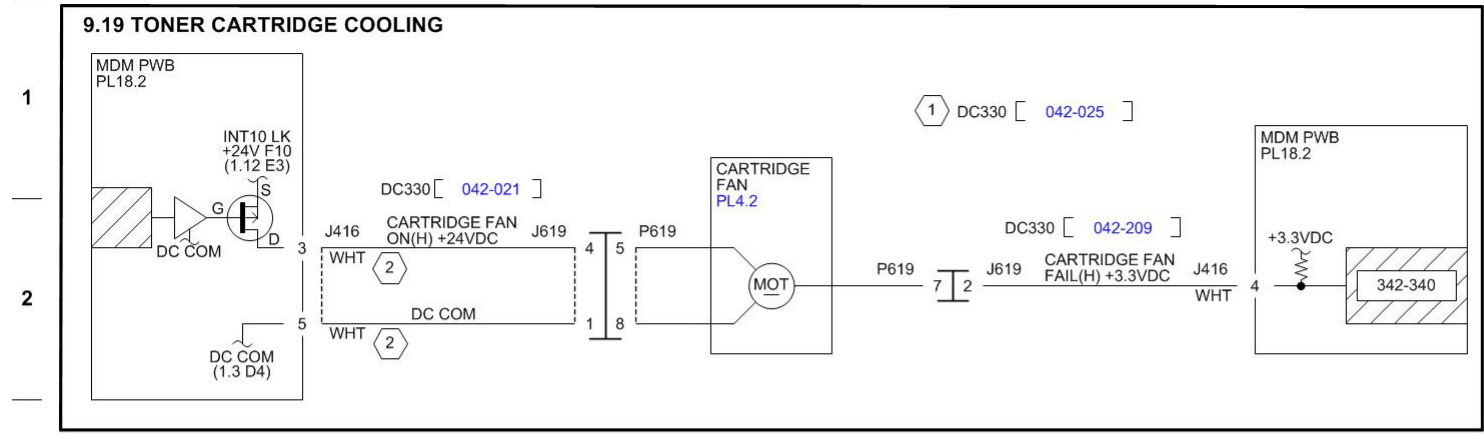 9.19 TONER CARTRIDGE COOLING
1
2
MDM PWB
PL18.2
INT10 LK
+24V F10
(1.12 E3)
S
G
D
DC COM
3
5
DC COM
(1.3 D4)
DC330 [ 042-021 ]
J416
CARTRIDGE FAN
ON(H) +24VDC
J619
WHT
2
DC COM
WHT
2
4
5
1
8
P619
CARTRIDGE
FAN
PL4.2
MOT
1 DC330 [ 042-025 ]
DC330 [ 042-209 ]
P619
7
2
J619
CARTRIDGE FAN
FAIL(H) +3.3VDC
J416
WHT
4
MDM PWB
PL18.2
+3.3VDC
342-340